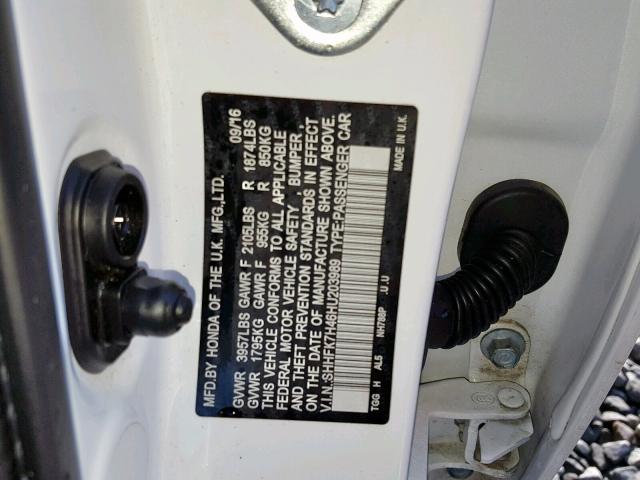 MFD.BY HONDA OF THE U.K. MFG.,LTD. 09/16
GVWR 3957LBS GAWR F 2105LBS R 1874LBS
GVWR 1795KG GAWR F 955KG R 850KG
THIS VEHICLE CONFORMS TO ALL APPLICABLE
FEDERAL MOTOR VEHICLE SAFETY , BUMPER ,
AND THEFT PREVENTION STANDARDS IN EFFECT
ON THE DATE OF MANUFACTURE SHOWN ABOVE.
V.I.N.:SHHFK7H46HU203989 TYPE:PASSENGER CAR
TGG H AL5 NH788P J.U MADE IN U.K.